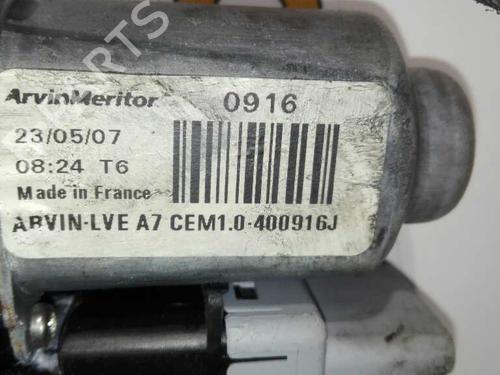 ArvinMeritor 0916
23/05/07
08:24 T6
Made in France
ARVIN-LVE A7 CEM1.0-400916J